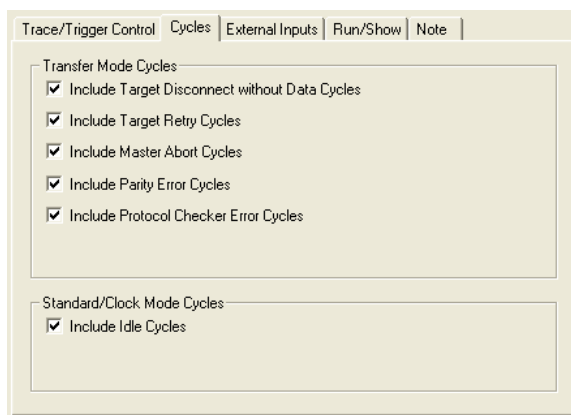 Trace/Trigger Control Cycles External Inputs Run/Show Note
Transfer Mode Cycles
Include Target Disconnect without Data Cycles
Include Target Retry Cycles
Include Master Abort Cycles
Include Parity Error Cycles
Include Protocol Checker Error Cycles
Standard/Clock Mode Cycles
Include Idle Cycles